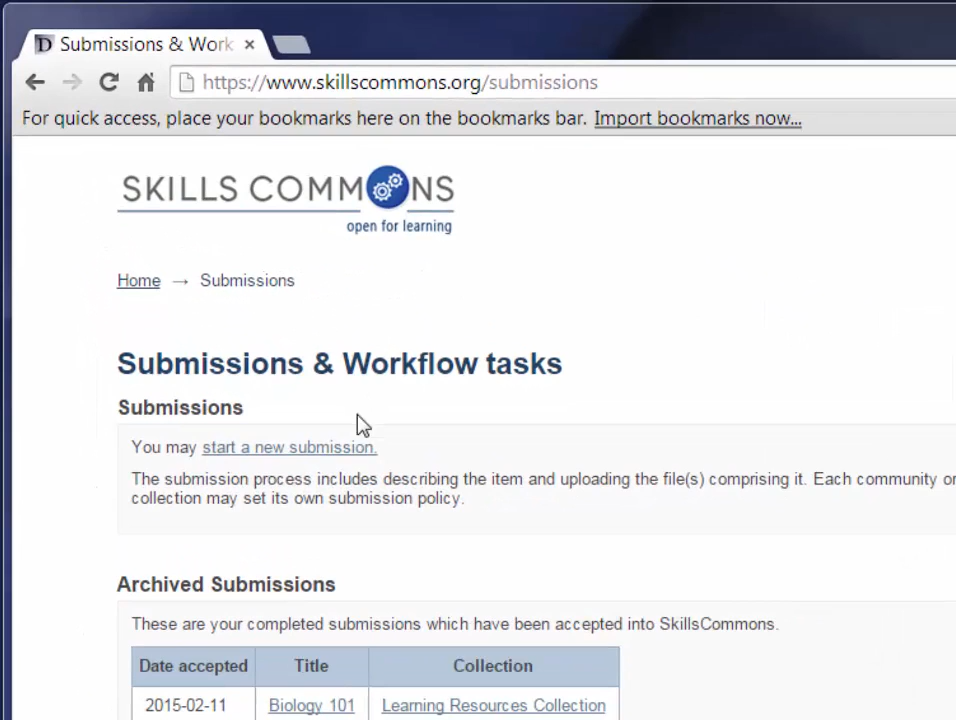 Submissions & Work
https://www.skillscommons.org/submissions
For quick access, place your bookmarks here on the bookmarks bar. Import bookmarks now...
SKILLS COMMONS
open for learning
Home → Submissions
Submissions & Workflow tasks
Submissions
You may start a new submission.
The submission process includes describing the item and uploading the file(s) comprising it. Each community or
collection may set its own submission policy.
Archived Submissions
These are your completed submissions which have been accepted into SkillsCommons.
Date accepted Title Collection
2015-02-11 Biology 101 Learning Resources Collection